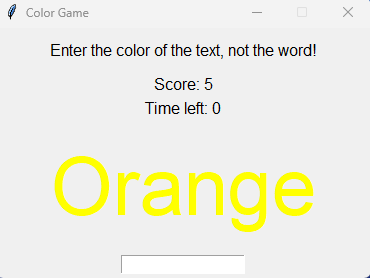 Color Game
Enter the color of the text, not the word!
Score: 5
Time left: 0
Orange